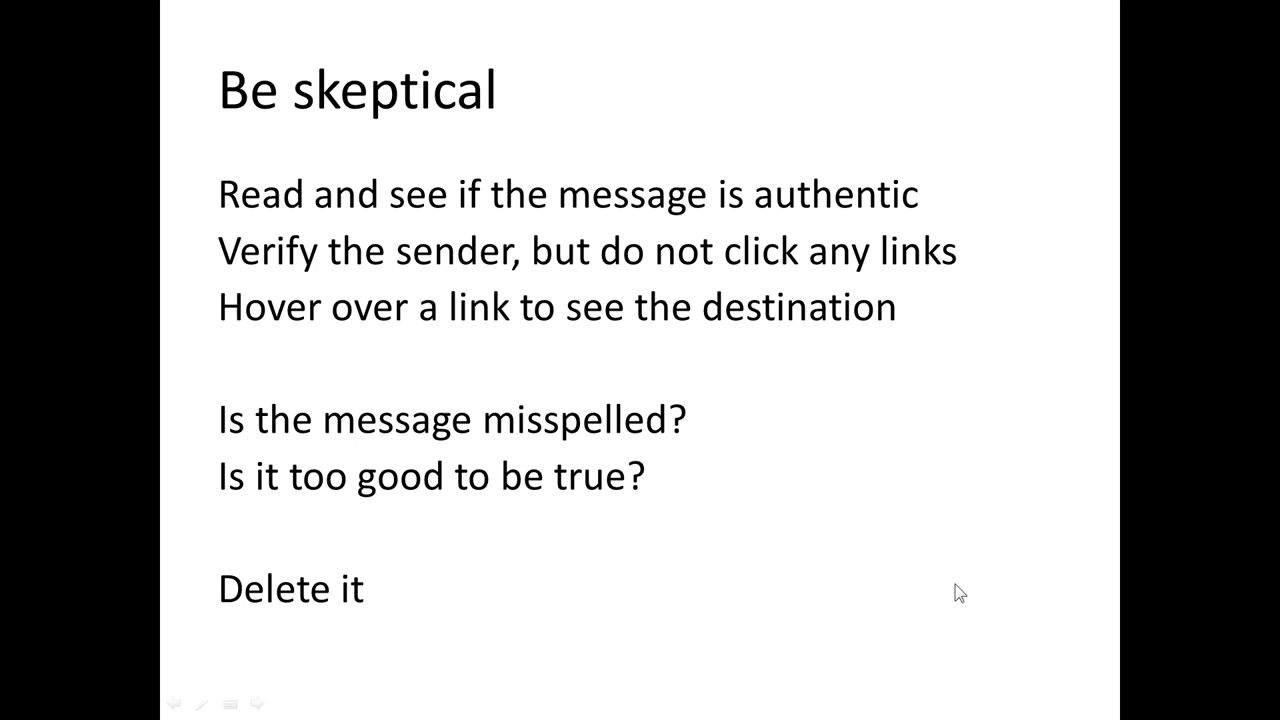 Be skeptical
Read and see if the message is authentic
Verify the sender, but do not click any links
Hover over a link to see the destination
Is the message misspelled?
Is it too good to be true?
Delete it